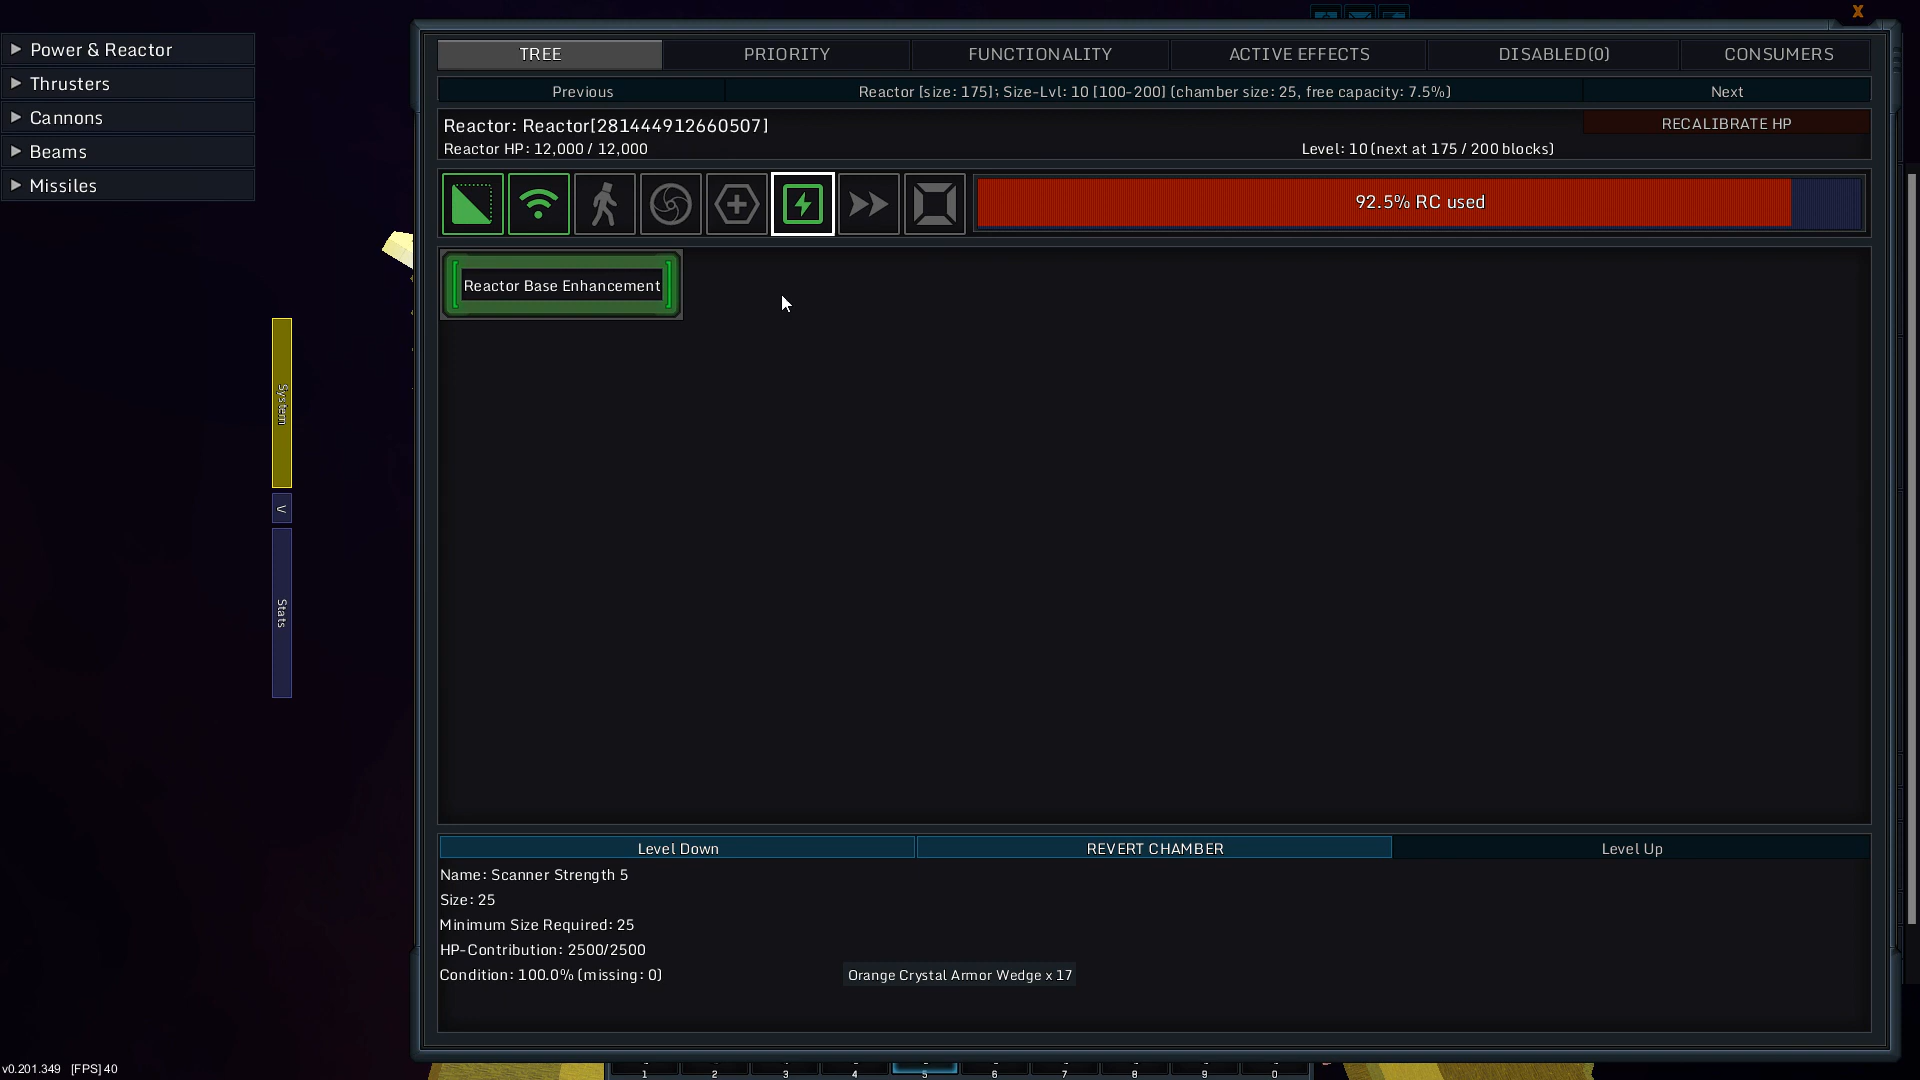 Power & Reactor
Thrusters
Cannons
Beams
Missiles
System
V
Stats
X
TREE
PRIORITY
FUNCTIONALITY
ACTIVE EFFECTS
DISABLED(0)
CONSUMERS
Previous
Reactor [size: 175]; Size-Lvl: 10 [100-200] (chamber size: 25, free capacity: 7.5%)
Next
Reactor: Reactor[281444912660507]
RECALIBRATE HP
Reactor HP: 12,000 / 12,000
Level: 10 (next at 175 / 200 blocks)
92.5% RC used
Reactor Base Enhancement
Level Down
REVERT CHAMBER
Level Up
Name: Scanner Strength 5
Size: 25
Minimum Size Required: 25
HP-Contribution: 2500/2500
Condition: 100.0% (missing: 0)
Orange Crystal Armor Wedge x 17
v0.201.349 [FPS] 40
1 2 3 4 5 6 7 8 9 0